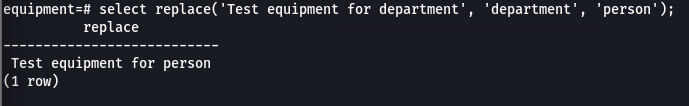 equipment=# select replace('Test equipment for department', 'department', 'person');
          replace
---------------------------
 Test equipment for person
(1 row)